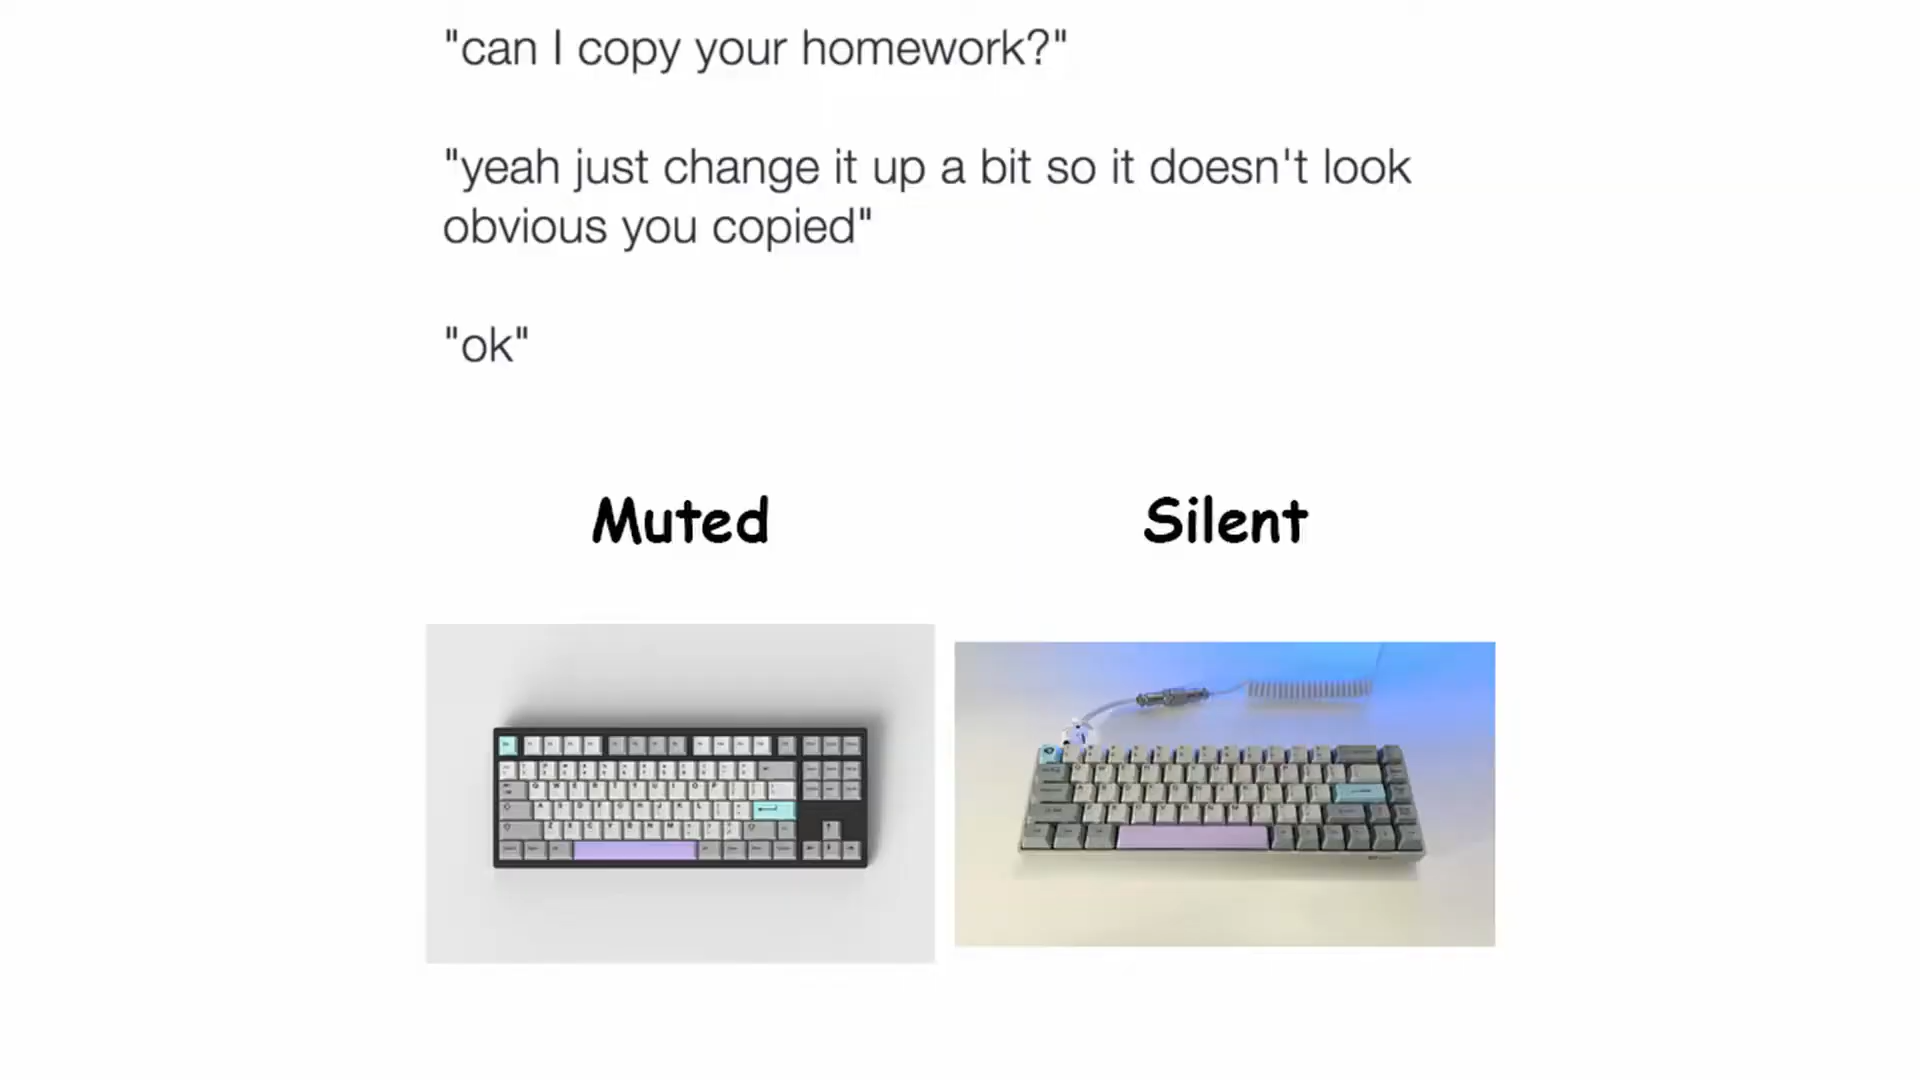 "can I copy your homework?"
"yeah just change it up a bit so it doesn't look
obvious you copied"
"ok"
Muted
Silent